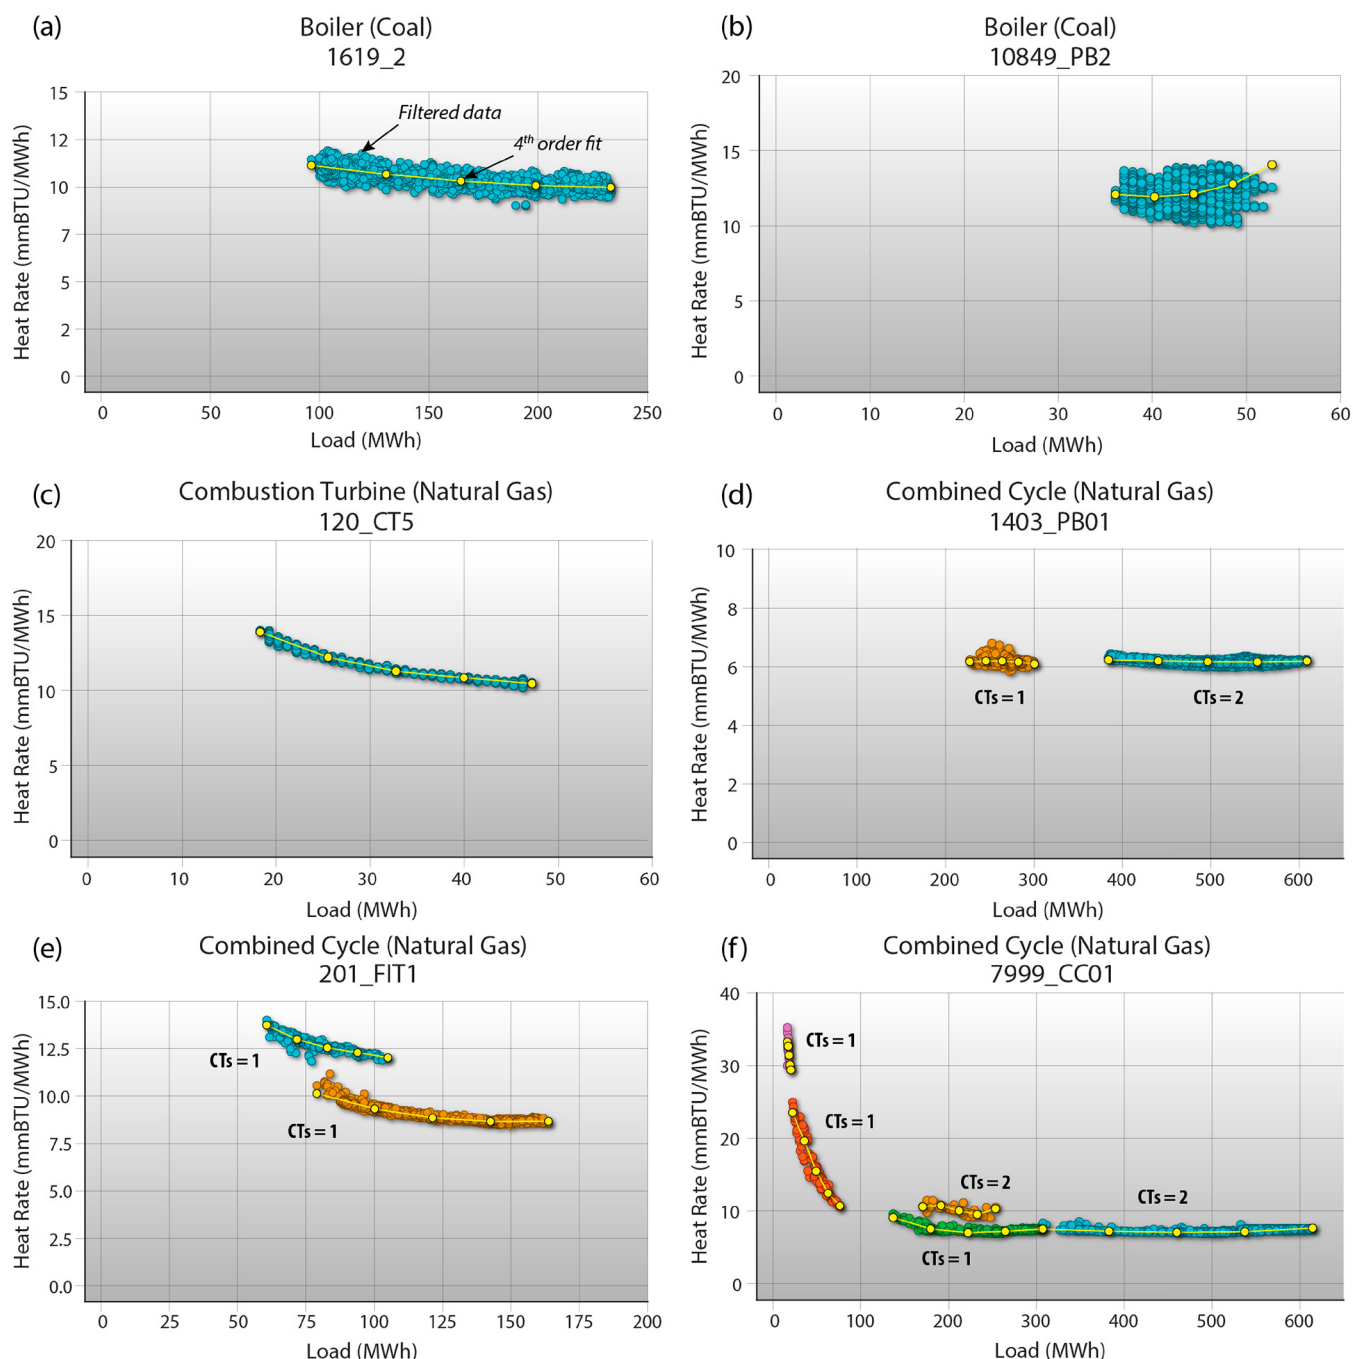 (a)
Boiler (Coal)
1619_2
Heat Rate (mmBTU/MWh)
15
12
10
7
5
2
0
Filtered data
4th order fit
0 50 100 150 200 250
Load (MWh)
(b)
Boiler (Coal)
10849_PB2
Heat Rate (mmBTU/MWh)
20
15
10
5
0
0 10 20 30 40 50 60
Load (MWh)
(c)
Combustion Turbine (Natural Gas)
120_CT5
Heat Rate (mmBTU/MWh)
20
15
10
5
0
0 10 20 30 40 50 60
Load (MWh)
(d)
Combined Cycle (Natural Gas)
1403_PB01
Heat Rate (mmBTU/MWh)
10
8
6
4
2
0
CTs = 1
CTs = 2
0 100 200 300 400 500 600
Load (MWh)
(e)
Combined Cycle (Natural Gas)
201_FIT1
Heat Rate (mmBTU/MWh)
15.0
12.5
10.0
7.5
5.0
2.5
0.0
CTs = 1
CTs = 1
0 25 50 75 100 125 150 175 200
Load (MWh)
(f)
Combined Cycle (Natural Gas)
7999_CC01
Heat Rate (mmBTU/MWh)
40
30
20
10
0
CTs = 1
CTs = 1
CTs = 2
CTs = 2
CTs = 1
0 100 200 300 400 500 600
Load (MWh)